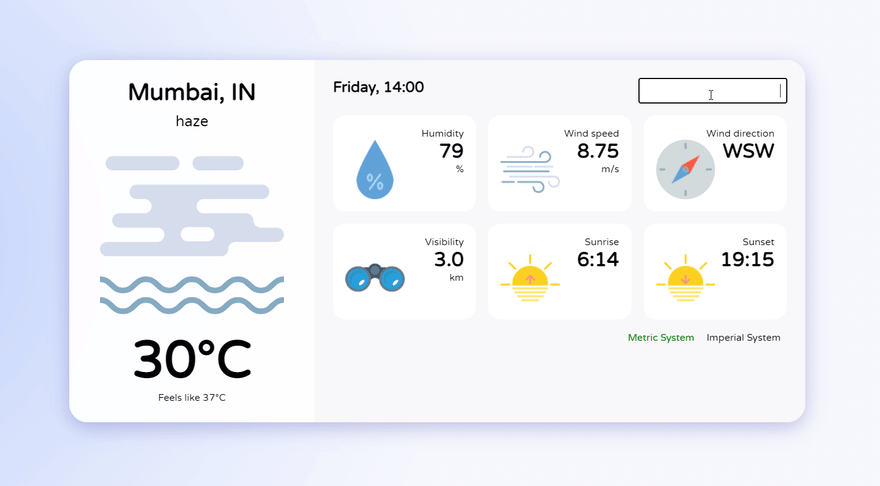 Mumbai, IN
haze
30°C
Feels like 37°C
Friday, 14:00
Humidity
79
%
%
Wind speed
8.75
m/s
Wind direction
WSW
Visibility
3.0
km
Sunrise
6:14
Sunset
19:15
Metric System Imperial System